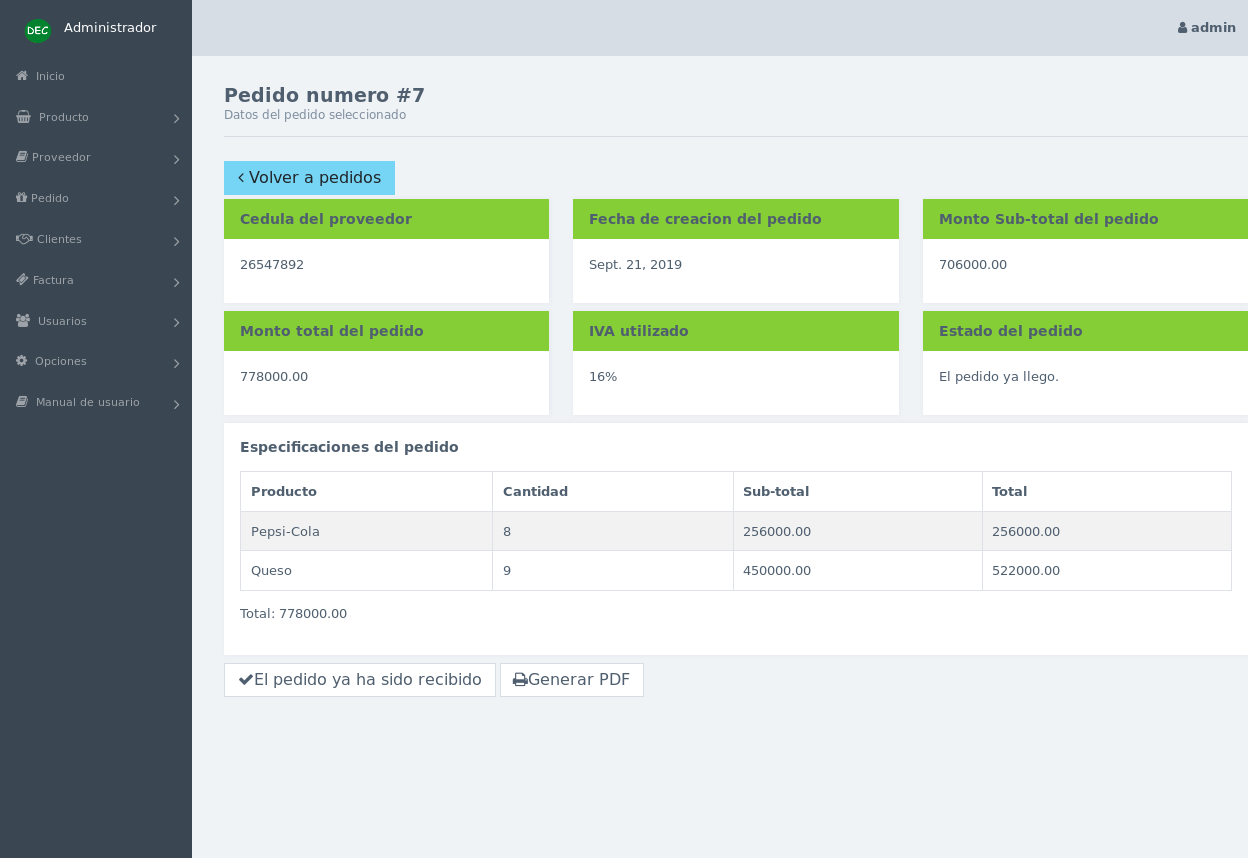 DEC Administrador
admin
Inicio
Producto
Proveedor
Pedido
Clientes
Factura
Usuarios
Opciones
Manual de usuario
Pedido numero #7
Datos del pedido seleccionado
Volver a pedidos
Cedula del proveedor Fecha de creacion del pedido Monto Sub-total del pedido
26547892 Sept. 21, 2019 706000.00
Monto total del pedido IVA utilizado Estado del pedido
778000.00 16% El pedido ya llego.
Especificaciones del pedido
Producto Cantidad Sub-total Total
Pepsi-Cola 8 256000.00 256000.00
Queso 9 450000.00 522000.00
Total: 778000.00
El pedido ya ha sido recibido Generar PDF